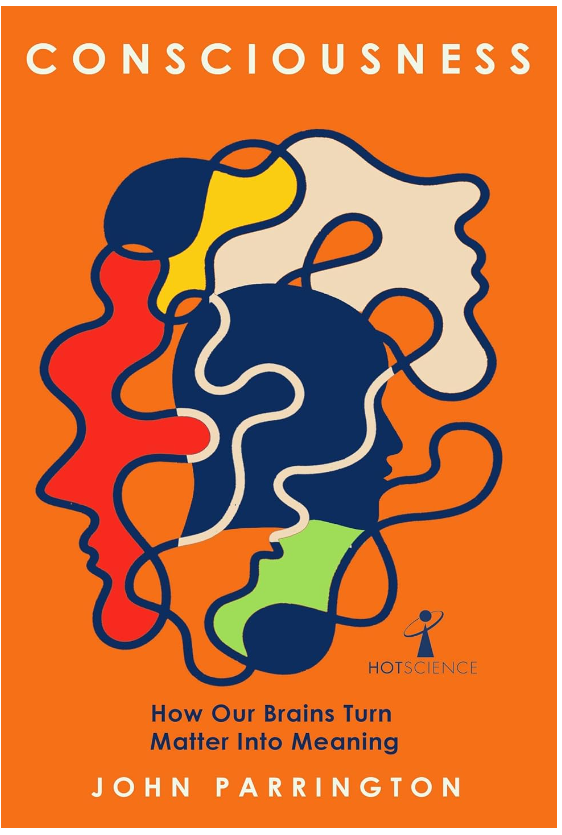 CONSCIOUSNESS
HOTSCIENCE
How Our Brains Turn
Matter Into Meaning
JOHN PARRINGTON